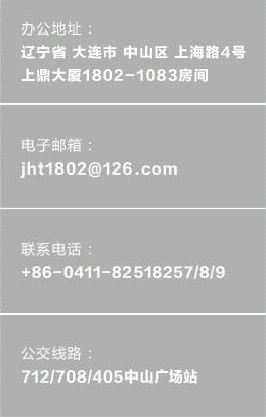 办公地址：
辽宁省 大连市 中山区 上海路4号
上鼎大厦1802-1083房间
电子邮箱：
jht1802@126.com
联系电话：
+86-0411-82518257/8/9
公交线路：
712/708/405中山广场站